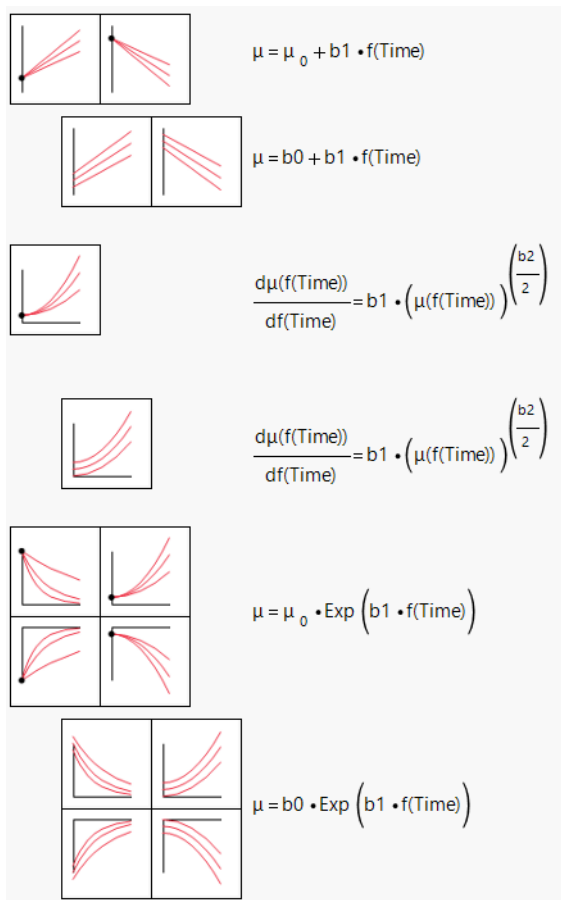 μ = μ 0 + b1 • f(Time)
μ = b0 + b1 • f(Time)
dμ(f(Time)) / df(Time) = b1 • (μ(f(Time)))^(b2/2)
dμ(f(Time)) / df(Time) = b1 • (μ(f(Time)))^(b2/2)
μ = μ 0 • Exp (b1 • f(Time))
μ = b0 • Exp (b1 • f(Time))